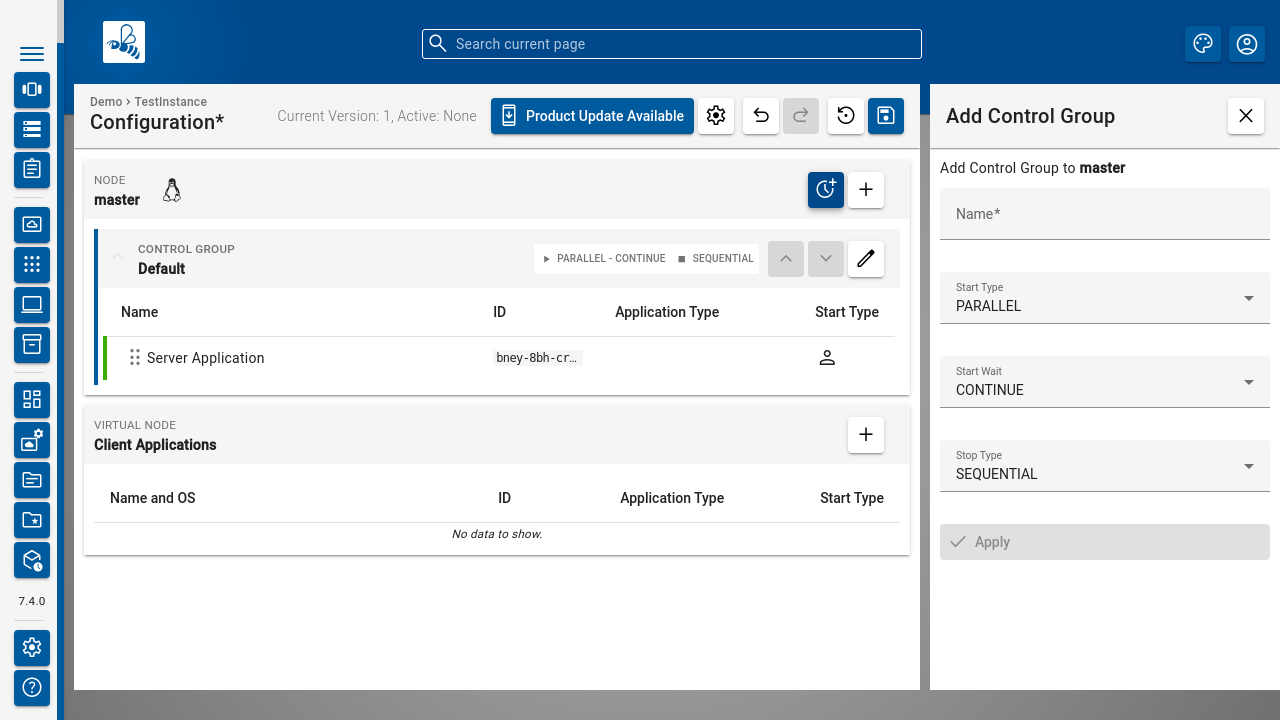 Search current page
Demo › TestInstance
Configuration*
Current Version: 1, Active: None
Product Update Available
NODE
master
CONTROL GROUP
Default
PARALLEL - CONTINUE
SEQUENTIAL
Name
ID
Application Type
Start Type
Server Application
bney-8bh-cr…
VIRTUAL NODE
Client Applications
Name and OS
ID
Application Type
Start Type
No data to show.
7.4.0
Add Control Group
Add Control Group to master
Name*
Start Type
PARALLEL
Start Wait
CONTINUE
Stop Type
SEQUENTIAL
Apply